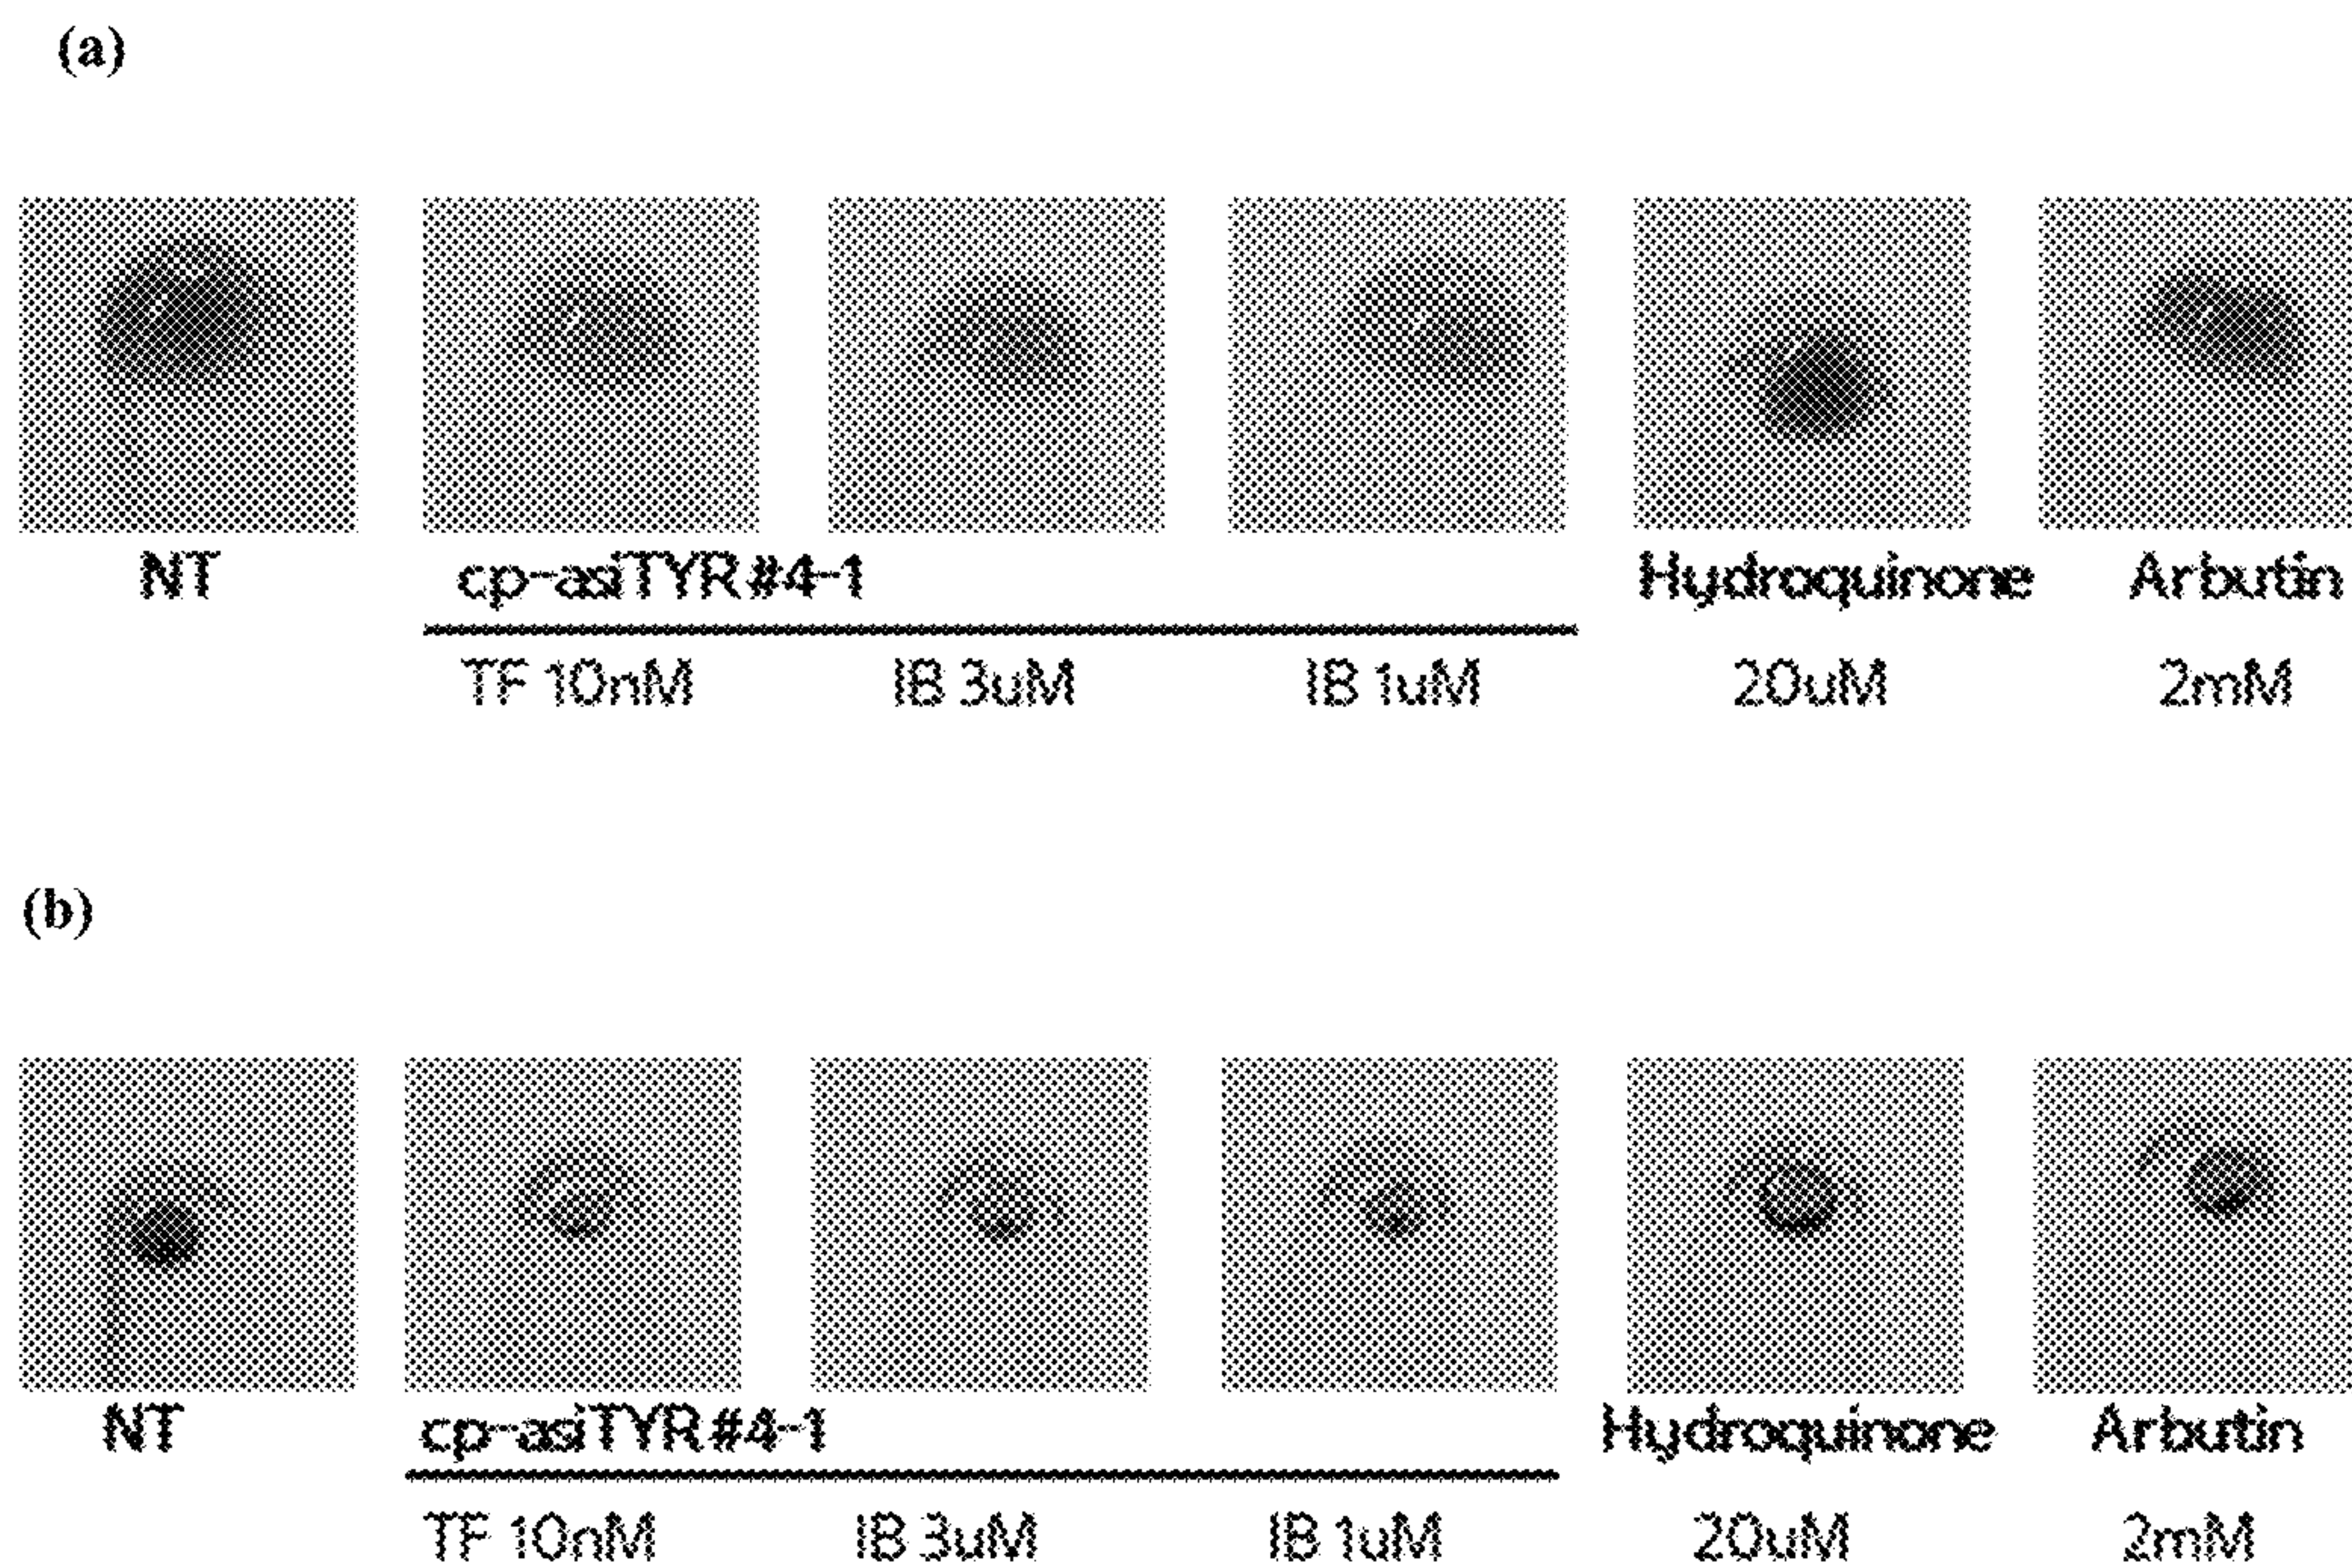 (a)
NT cp-asiTYR#4-1 Hydroquinone Arbutin
TF 10nM IB 3uM IB 1uM 20uM 2mM
(b)
NT cp-asiTYR#4-1 Hydroquinone Arbutin
TF 10nM IB 3uM IB 1uM 20uM 2mM